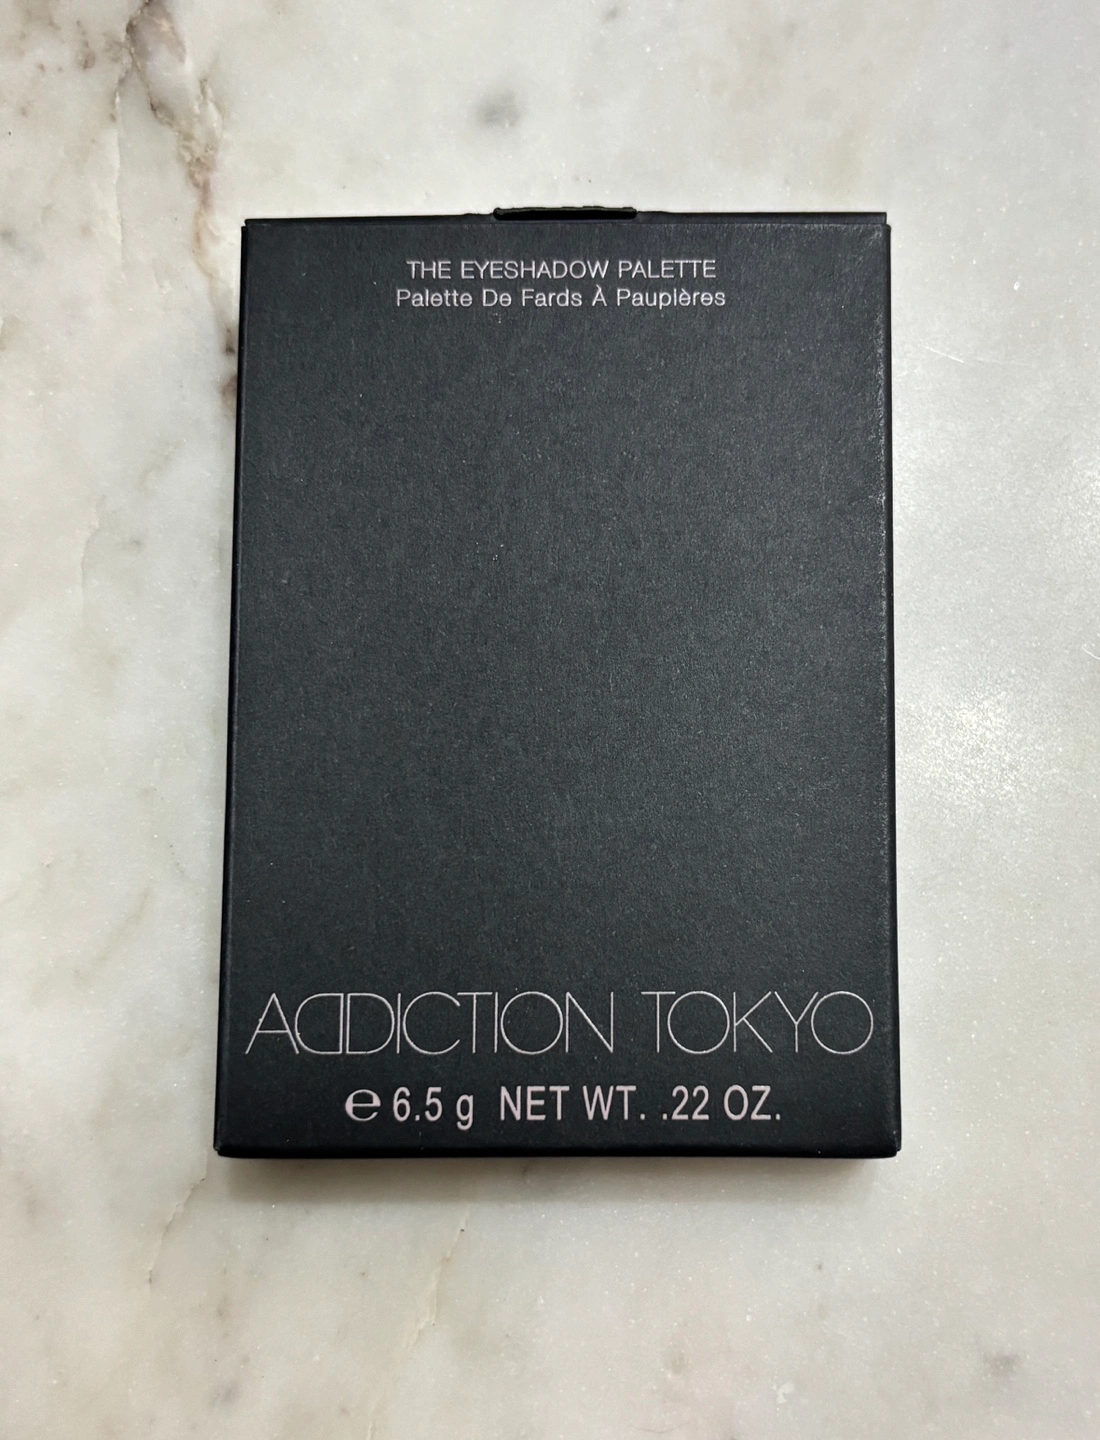 THE EYESHADOW PALETTE
Palette De Fards À Paupières
ADDICTION TOKYO
℮ 6.5 g NET WT. .22 OZ.